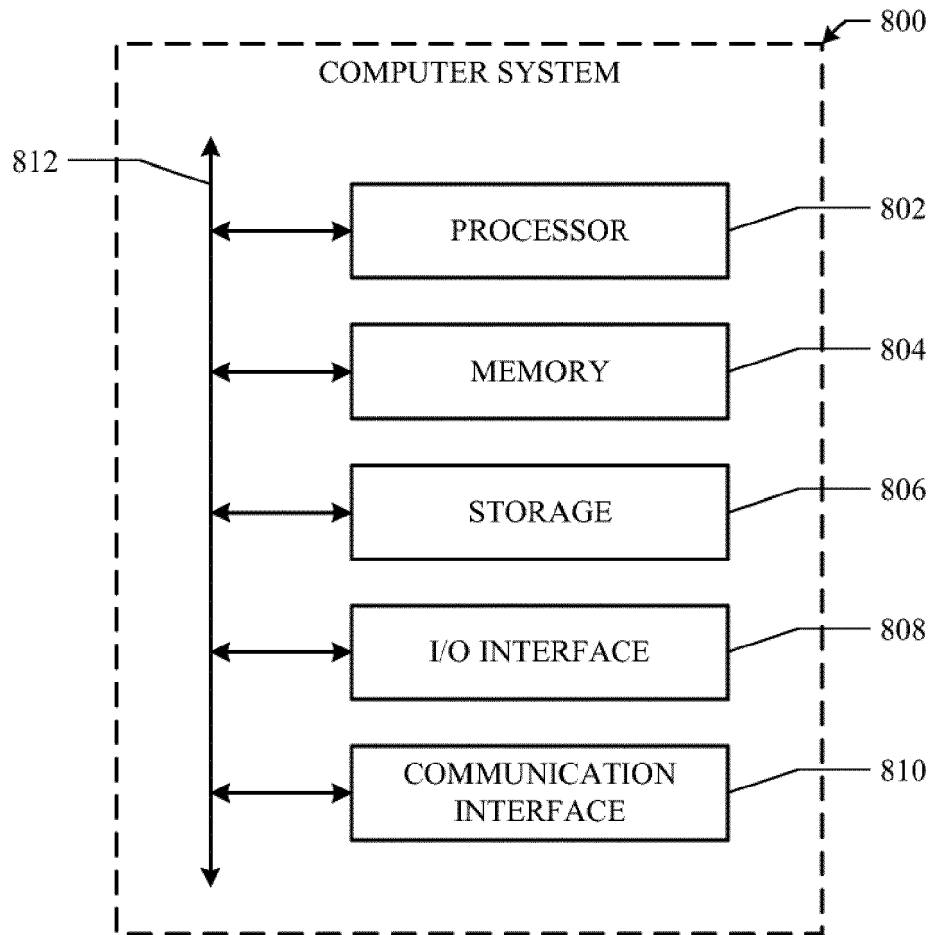 800
COMPUTER SYSTEM
812
PROCESSOR
802
MEMORY
804
STORAGE
806
I/O INTERFACE
808
COMMUNICATION
INTERFACE
810